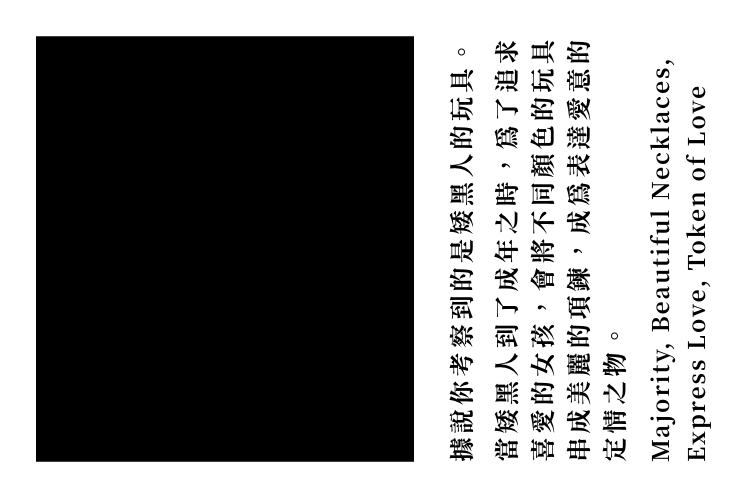 據說你考察到的是矮黑人的玩具。
當矮黑人到了成年之時，爲了追求
喜愛的女孩，會將不同顏色的玩具
串成美麗的項鍊，成爲表達愛意的
定情之物。
Majority, Beautiful Necklaces,
Express Love, Token of Love